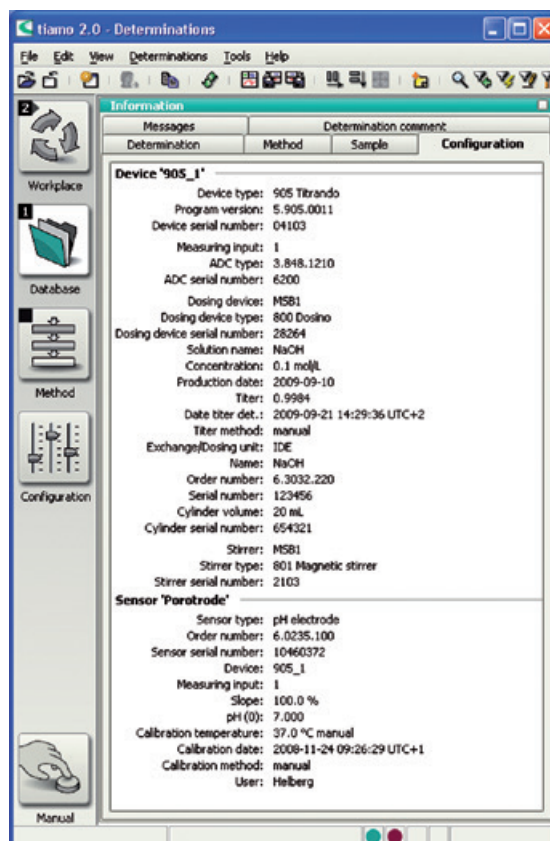 tiamo 2.0 - Determinations
File Edit View Determinations Tools Help
Information
Messages Determination comment
Determination Method Sample Configuration
2
Workplace
1
Database
Method
Configuration
Manual
Device '905_1'
Device type: 905 Titrando
Program version: 5.905.0011
Device serial number: 04103
Measuring input: 1
ADC type: 3.848.1210
ADC serial number: 6200
Dosing device: MSB1
Dosing device type: 800 Dosino
Dosing device serial number: 28264
Solution name: NaOH
Concentration: 0.1 mol/L
Production date: 2009-09-10
Titer: 0.9984
Date titer det.: 2009-09-21 14:29:36 UTC+2
Titer method: manual
Exchange/Dosing unit: IDE
Name: NaOH
Order number: 6.3032.220
Serial number: 123456
Cylinder volume: 20 mL
Cylinder serial number: 654321
Stirrer: MSB1
Stirrer type: 801 Magnetic stirrer
Stirrer serial number: 2103
Sensor 'Porotrode'
Sensor type: pH electrode
Order number: 6.0235.100
Sensor serial number: 10460372
Device: 905_1
Measuring input: 1
Slope: 100.0 %
pH (0): 7.000
Calibration temperature: 37.0 °C manual
Calibration date: 2008-11-24 09:26:29 UTC+1
Calibration method: manual
User: Helberg